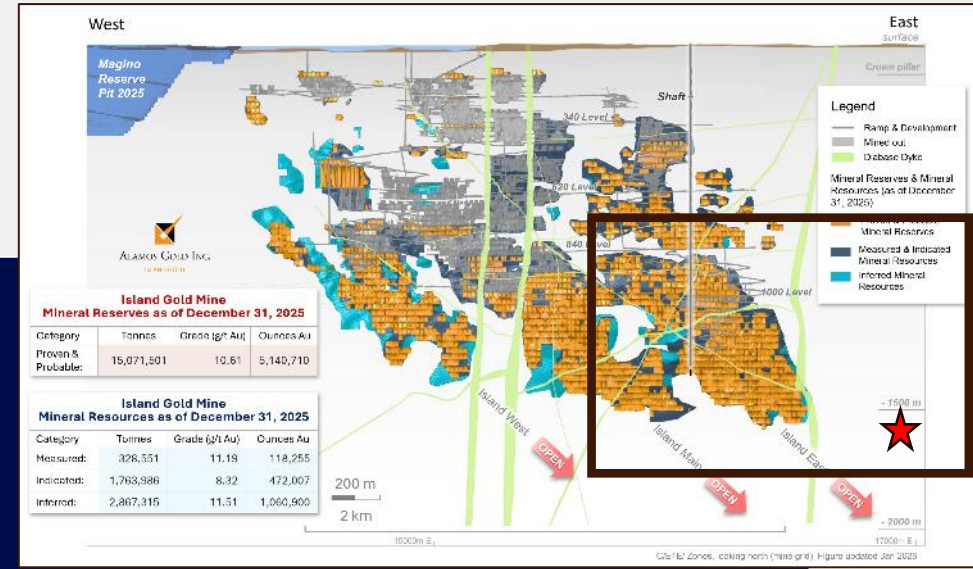 West
East
surface
Crown pillar
Magino
Reserve
Pit 2025
Shaft
340 Level
620 Level
840 Level
1000 Level
Legend
Ramp & Development
Mined out
Diabase Dyke
Mineral Reserves & Mineral
Resources (as of December
31, 2025)
Mineral Reserves
Measured & Indicated
Mineral Resources
Inferred Mineral
Resources
ALAMOS GOLD INC.
Island Gold Mine
Mineral Reserves as of December 31, 2025
Category Tonnes Grade (g/t Au) Ounces Au
Proven &
Probable: 15,071,501 10.61 5,140,710
Island Gold Mine
Mineral Resources as of December 31, 2025
Category Tonnes Grade (g/t Au) Ounces Au
Measured: 328,551 11.19 118,255
Indicated: 1,763,986 8.32 472,007
Inferred: 2,867,315 11.51 1,060,900
Island West
Island Main
Island East
OPEN
OPEN
OPEN
200 m
2 km
- 1500 m
- 2000 m
17000m E
looking north (mine grid). Figure updated Jan 2026